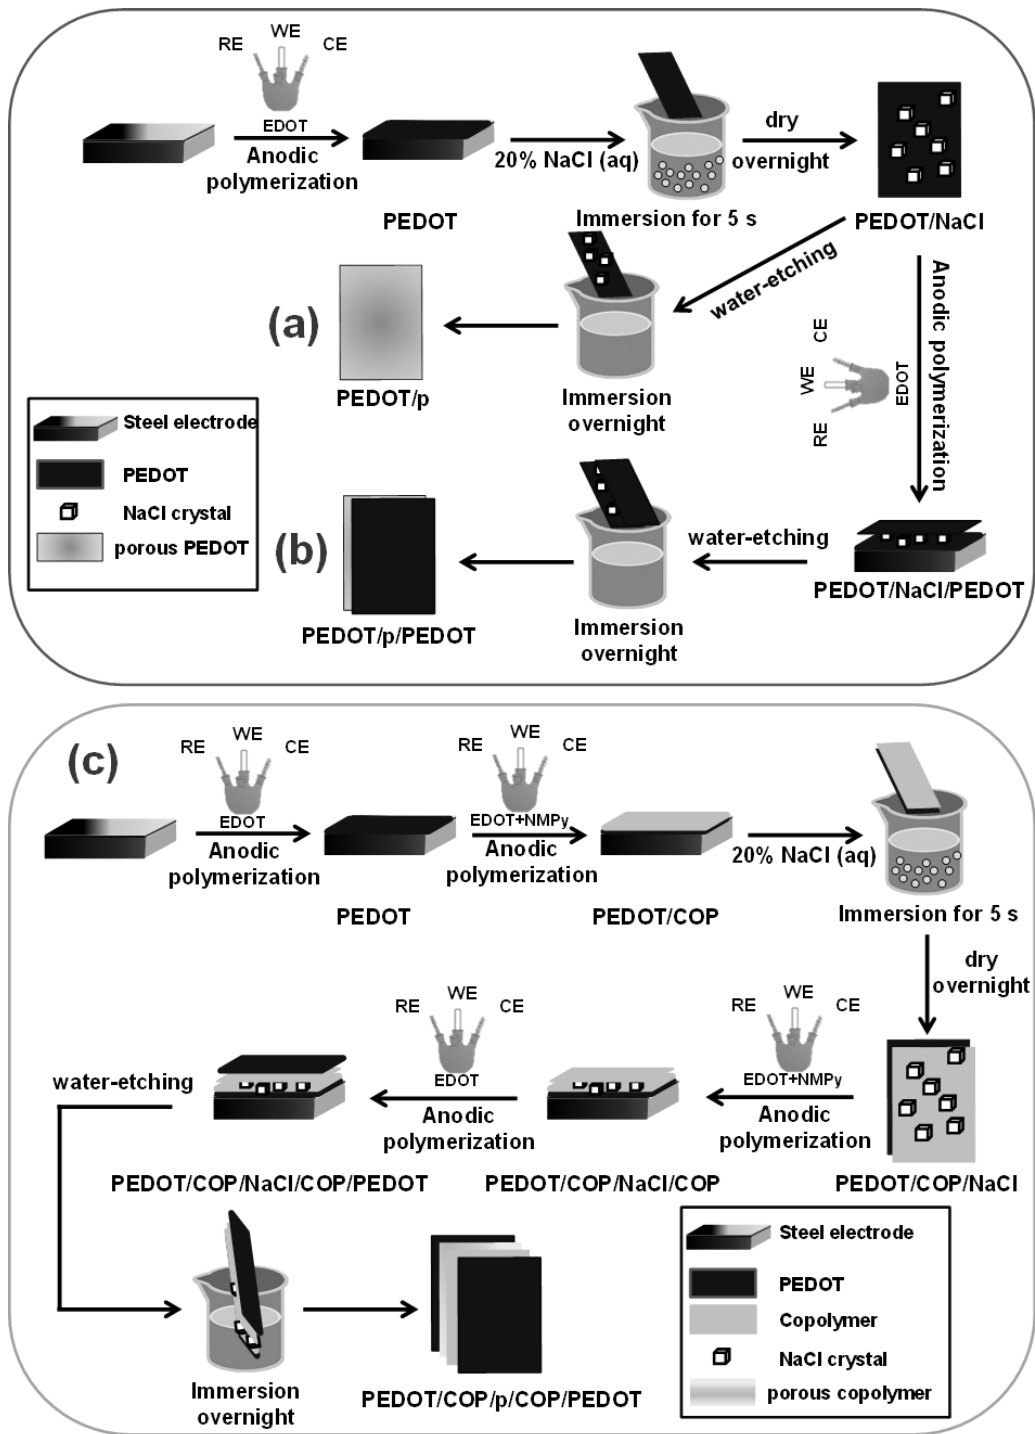 RE WE CE
EDOT
Anodic
polymerization
PEDOT
20% NaCl (aq)
Immersion for 5 s
dry
overnight
PEDOT/NaCl
water-etching
Immersion
overnight
(a)
PEDOT/p
Anodic polymerization
RE WE CE
EDOT
PEDOT/NaCl/PEDOT
water-etching
Immersion
overnight
(b)
PEDOT/p/PEDOT
Steel electrode
PEDOT
NaCl crystal
porous PEDOT
(c)
RE WE CE
EDOT
Anodic
polymerization
PEDOT
RE WE CE
EDOT+NMPy
Anodic
polymerization
PEDOT/COP
20% NaCl (aq)
Immersion for 5 s
dry
overnight
PEDOT/COP/NaCl
RE WE CE
EDOT+NMPy
Anodic
polymerization
PEDOT/COP/NaCl/COP
RE WE CE
EDOT
Anodic
polymerization
PEDOT/COP/NaCl/COP/PEDOT
water-etching
Immersion
overnight
PEDOT/COP/p/COP/PEDOT
Steel electrode
PEDOT
Copolymer
NaCl crystal
porous copolymer